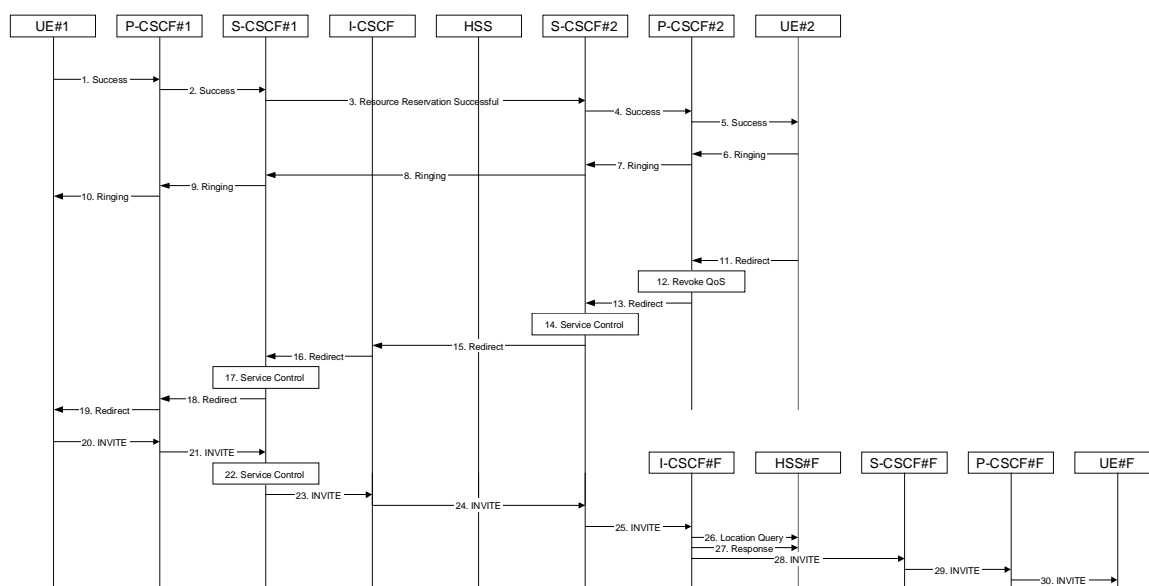 UE#1 P-CSCF#1 S-CSCF#1 I-CSCF HSS S-CSCF#2 P-CSCF#2 UE#2
1. Success
2. Success
3. Resource Reservation Successful
4. Success
5. Success
6. Ringing
7. Ringing
8. Ringing
9. Ringing
10. Ringing
11. Redirect
12. Revoke QoS
13. Redirect
14. Service Control
15. Redirect
16. Redirect
17. Service Control
18. Redirect
19. Redirect
20. INVITE
21. INVITE
I-CSCF#F HSS#F S-CSCF#F P-CSCF#F UE#F
22. Service Control
23. INVITE
24. INVITE
25. INVITE
26. Location Query
27. Response
28. INVITE
29. INVITE
30. INVITE